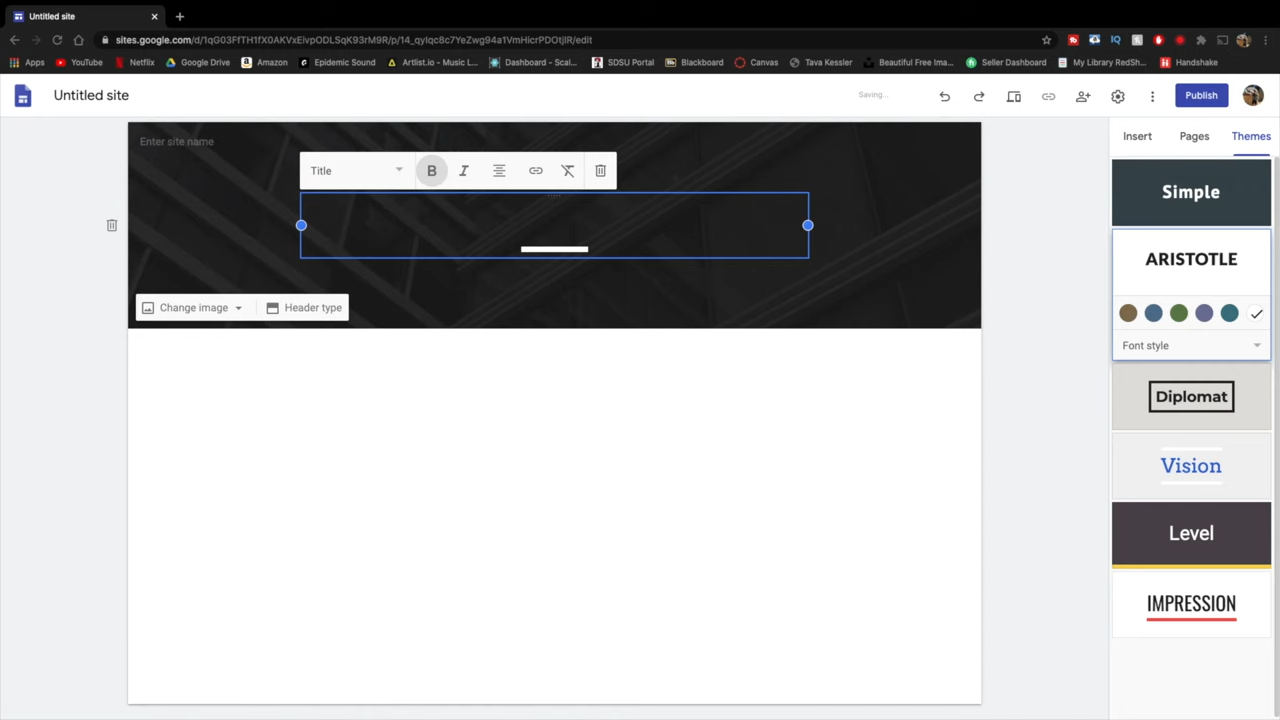 Untitled site
sites.google.com/d/1qG03FfTH1fX0AKVxEivpODLSqK93rM9R/p/14_qyIqc8c7YeZwg94a1VmHicrPDOtjlR/edit
Apps YouTube Netflix Google Drive Amazon Epidemic Sound Artlist.io - Music L... Dashboard - Scal... SDSU Portal Blackboard Canvas Tava Kessler Beautiful Free Ima... Seller Dashboard My Library RedSh... Handshake
Untitled site Saving... Publish
Enter site name
Title B I
Change image Header type
Insert Pages Themes
Simple
ARISTOTLE
Font style
Diplomat
Vision
Level
IMPRESSION